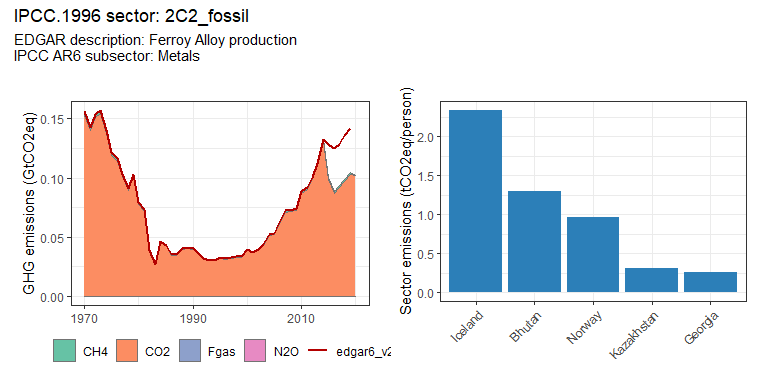 IPCC.1996 sector: 2C2_fossil
EDGAR description: Ferroy Alloy production
IPCC AR6 subsector: Metals
GHG emissions (GtCO2eq)
0.15
0.10
0.05
0.00
1970
1990
2010
CH4
CO2
Fgas
N2O
edgar6_v2
Sector emissions (tCO2eq/person)
2.0
1.5
1.0
0.5
0.0
Iceland
Bhutan
Norway
Kazakhstan
Georgia